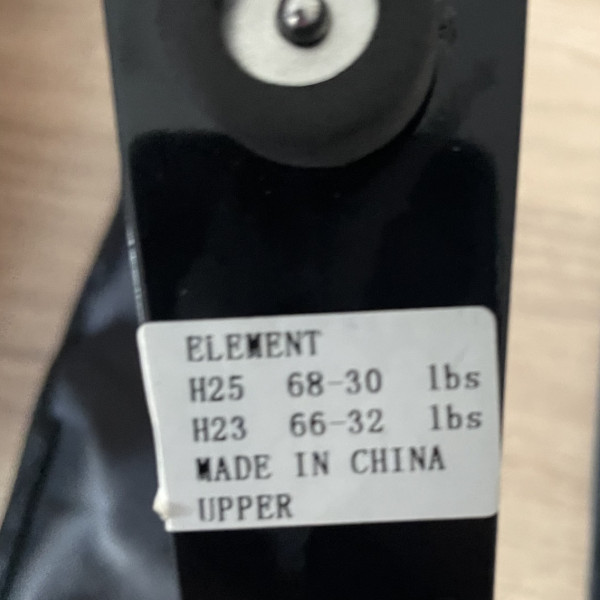 ELEMENT
H25 68-30 lbs
H23 66-32 lbs
MADE IN CHINA
UPPER